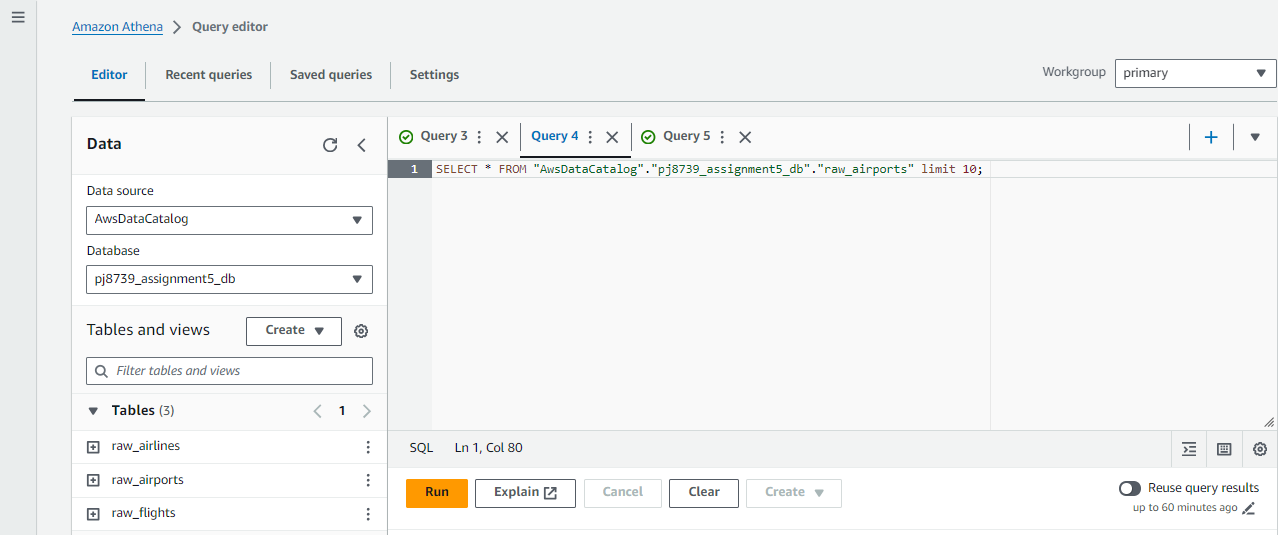 Amazon Athena > Query editor
Editor Recent queries Saved queries Settings
Workgroup primary
Data
Data source
AwsDataCatalog
Database
pj8739_assignment5_db
Tables and views Create
Filter tables and views
Tables (3) < 1 >
raw_airlines
raw_airports
raw_flights
Query 3 Query 4 Query 5
1 SELECT * FROM "AwsDataCatalog"."pj8739_assignment5_db"."raw_airports" limit 10;
SQL Ln 1, Col 80
Run Explain Cancel Clear Create
Reuse query results
up to 60 minutes ago